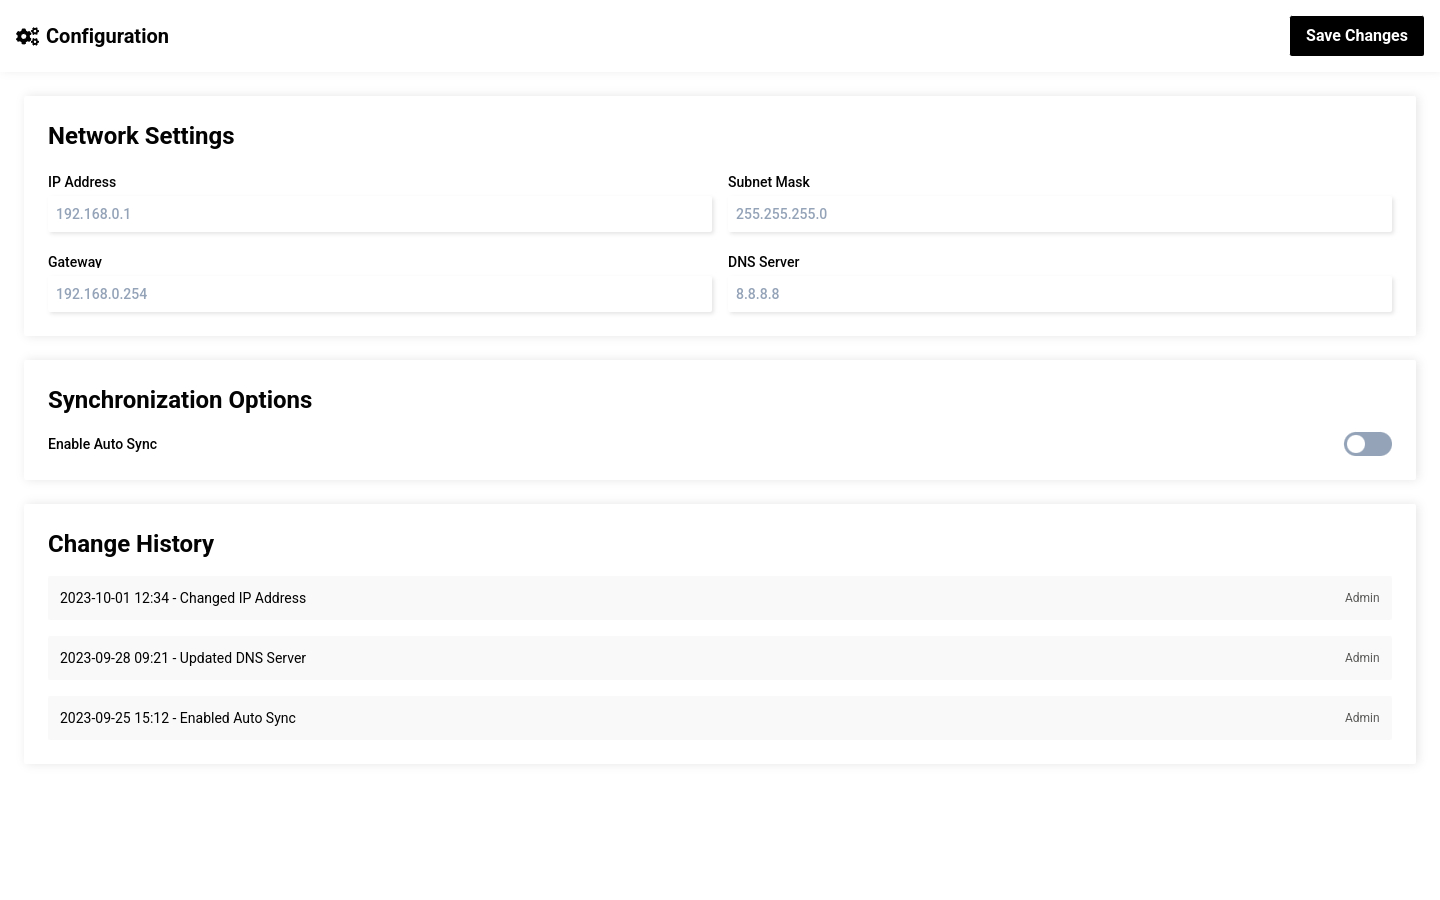 Configuration
Save Changes
Network Settings
IP Address
192.168.0.1
Subnet Mask
255.255.255.0
Gateway
192.168.0.254
DNS Server
8.8.8.8
Synchronization Options
Enable Auto Sync
Change History
2023-10-01 12:34 - Changed IP Address
Admin
2023-09-28 09:21 - Updated DNS Server
Admin
2023-09-25 15:12 - Enabled Auto Sync
Admin